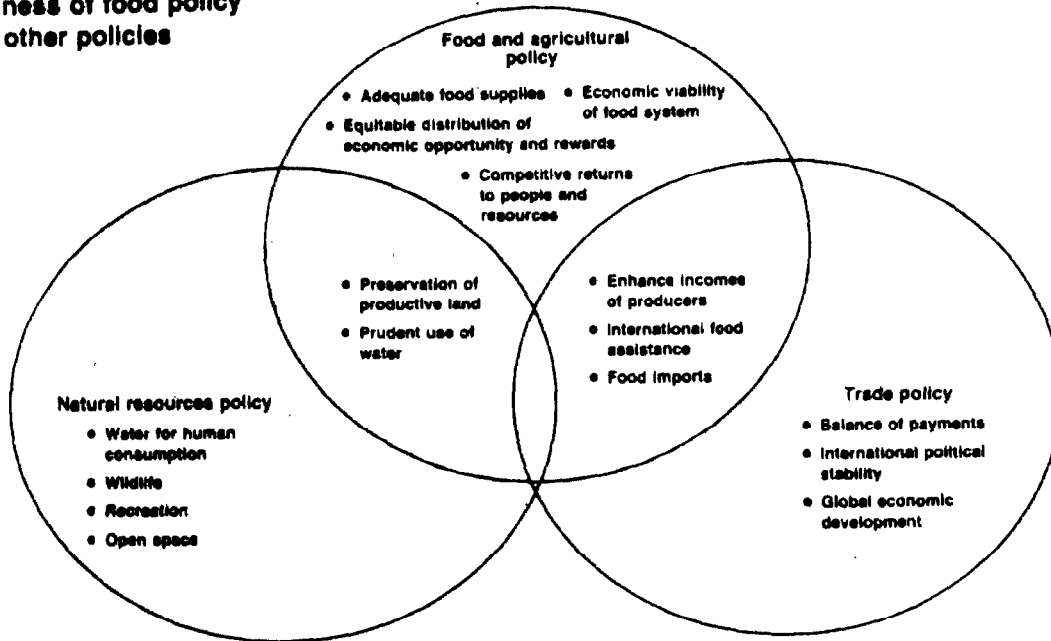 ness of food policy
other policies
Food and agricultural
policy
• Adequate food supplies
• Economic viability
of food system
• Equitable distribution of
economic opportunity and rewards
• Competitive returns
to people and
resources
• Preservation of
productive land
• Prudent use of
water
• Enhance incomes
of producers
• International food
assistance
• Food imports
Natural resources policy
• Water for human
consumption
• Wildlife
• Recreation
• Open space
Trade policy
• Balance of payments
• International political
stability
• Global economic
development